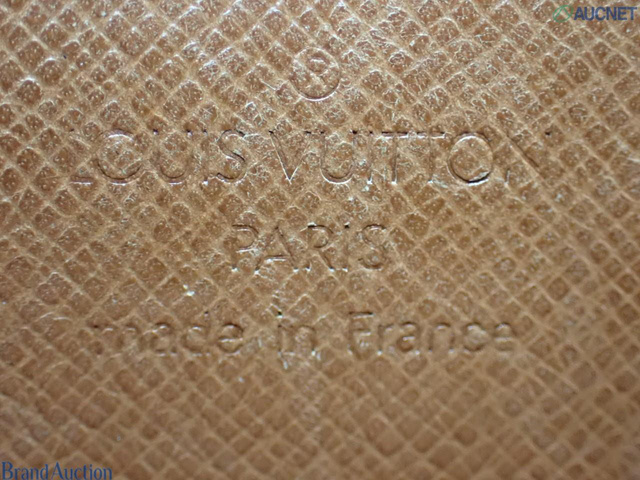 AUCNET
®
LOUIS VUITTON
PARIS
made in France
Brand Auction